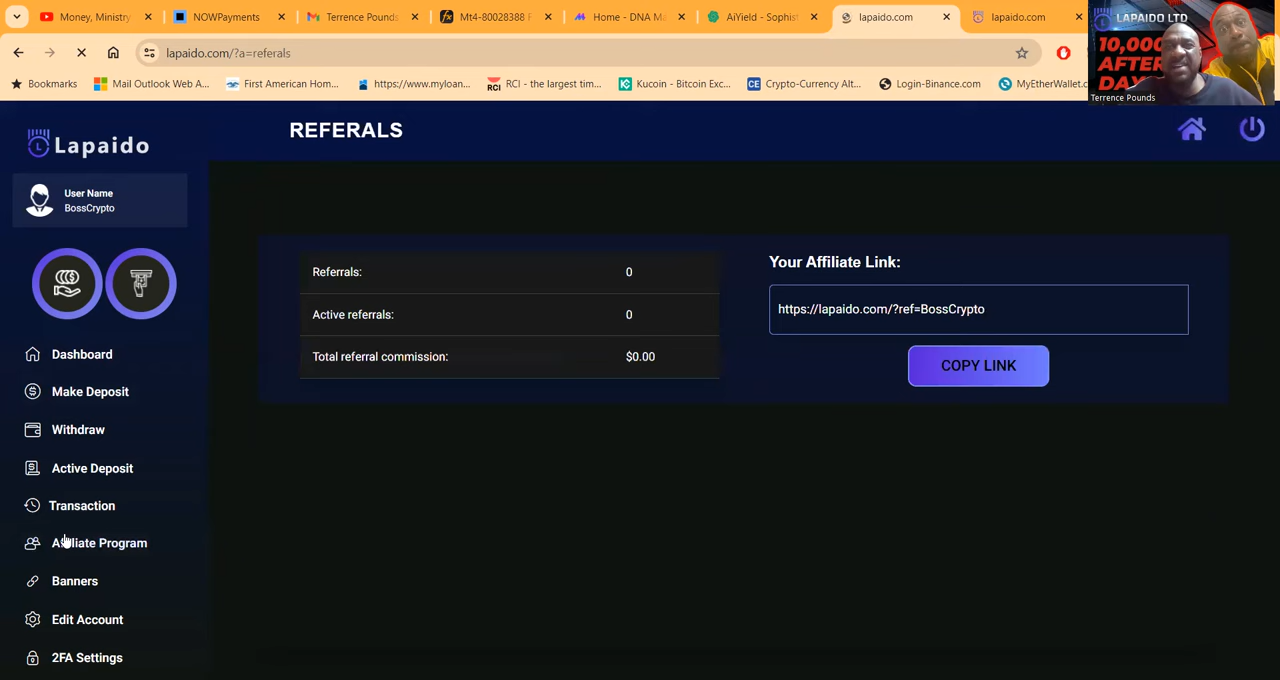 Money, Ministry
NOWPayments
Terrence Pounds
Mt4-80028388 F
Home - DNA Ma
AiYield - Sophist
lapaido.com
lapaido.com
lapaido.com/?a=referals
Bookmarks
Mail Outlook Web A...
First American Hom...
https://www.myloan...
RCI - the largest tim...
Kucoin - Bitcoin Exc...
Crypto-Currency Alt...
Login-Binance.com
MyEtherWallet.c
LAPAIDO LTD
10,000
AFTER
DAY
Terrence Pounds
Lapaido
REFERRALS
User Name
BossCrypto
Dashboard
Make Deposit
Withdraw
Active Deposit
Transaction
Affiliate Program
Banners
Edit Account
2FA Settings
Referrals: 0
Active referrals: 0
Total referral commission: $0.00
Your Affiliate Link:
https://lapaido.com/?ref=BossCrypto
COPY LINK